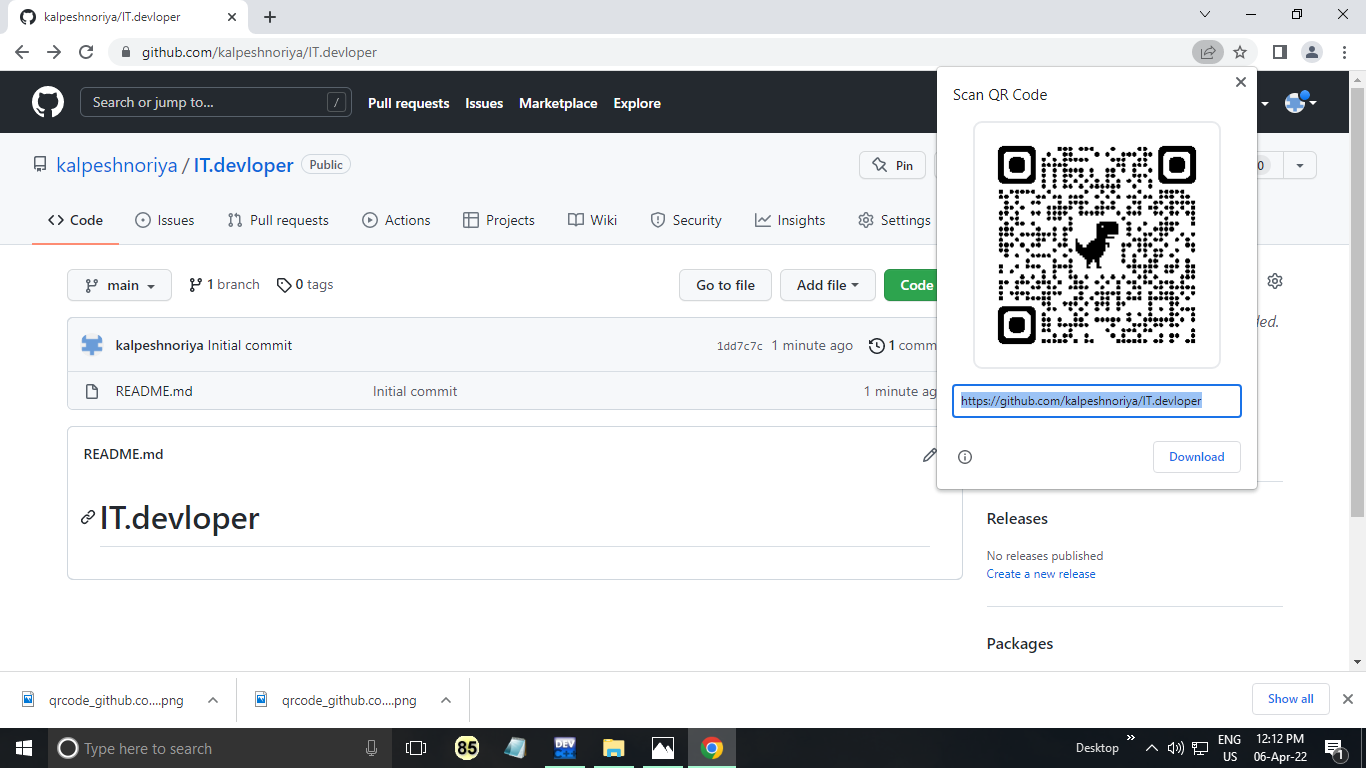 kalpeshnoriya/IT.devloper
github.com/kalpeshnoriya/IT.devloper
Search or jump to...
/
Pull requests
Issues
Marketplace
Explore
kalpeshnoriya / IT.devloper
Public
Pin
0
Code
Issues
Pull requests
Actions
Projects
Wiki
Security
Insights
Settings
main
1 branch
0 tags
Go to file
Add file
Code
kalpeshnoriya Initial commit
1dd7c7c 1 minute ago
1 comm
README.md
Initial commit
1 minute ag
README.md
IT.devloper
Scan QR Code
https://github.com/kalpeshnoriya/IT.devloper
Download
Releases
No releases published
Create a new release
Packages
qrcode_github.co....png
qrcode_github.co....png
Show all
Type here to search
85
DEV
Desktop
ENG
US
12:12 PM
06-Apr-22
1